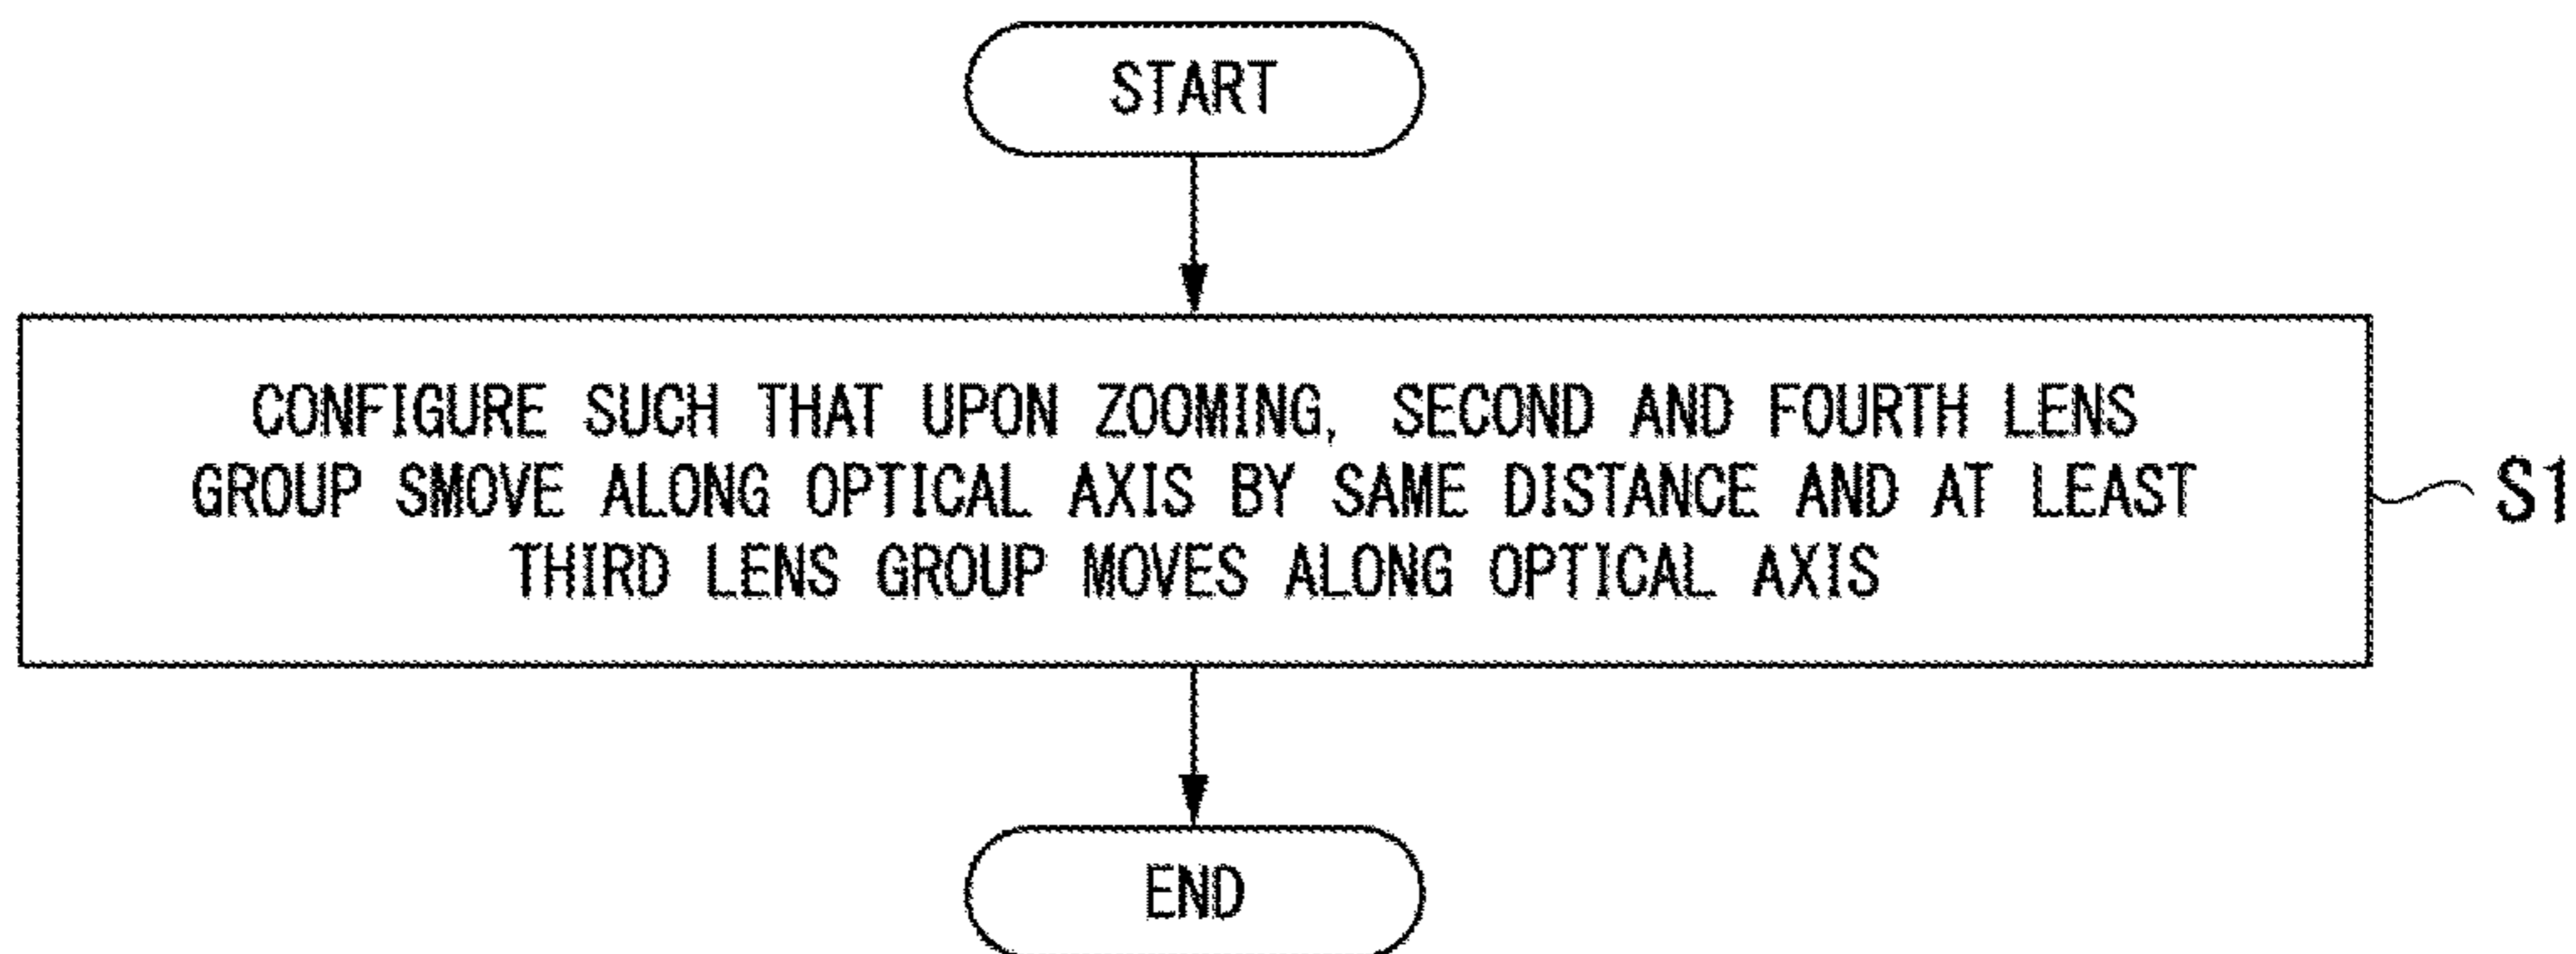 START
CONFIGURE SUCH THAT UPON ZOOMING, SECOND AND FOURTH LENS
GROUP SMOVE ALONG OPTICAL AXIS BY SAME DISTANCE AND AT LEAST
THIRD LENS GROUP MOVES ALONG OPTICAL AXIS
S1
END